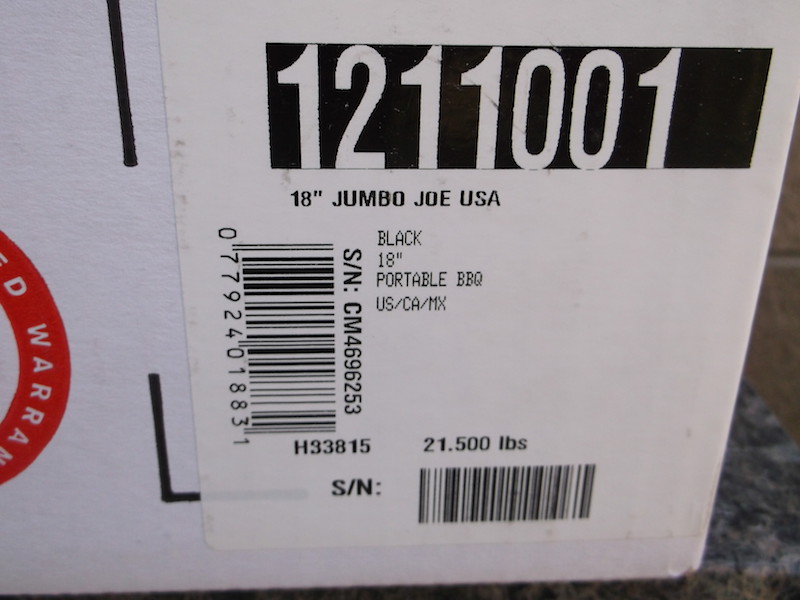 1211001
18" JUMBO JOE USA
BLACK
18"
PORTABLE BBQ
US/CA/MX
0 77924 01883 1
S/N: CM4696253
H33815
21.500 lbs
S/N:
WARRAN